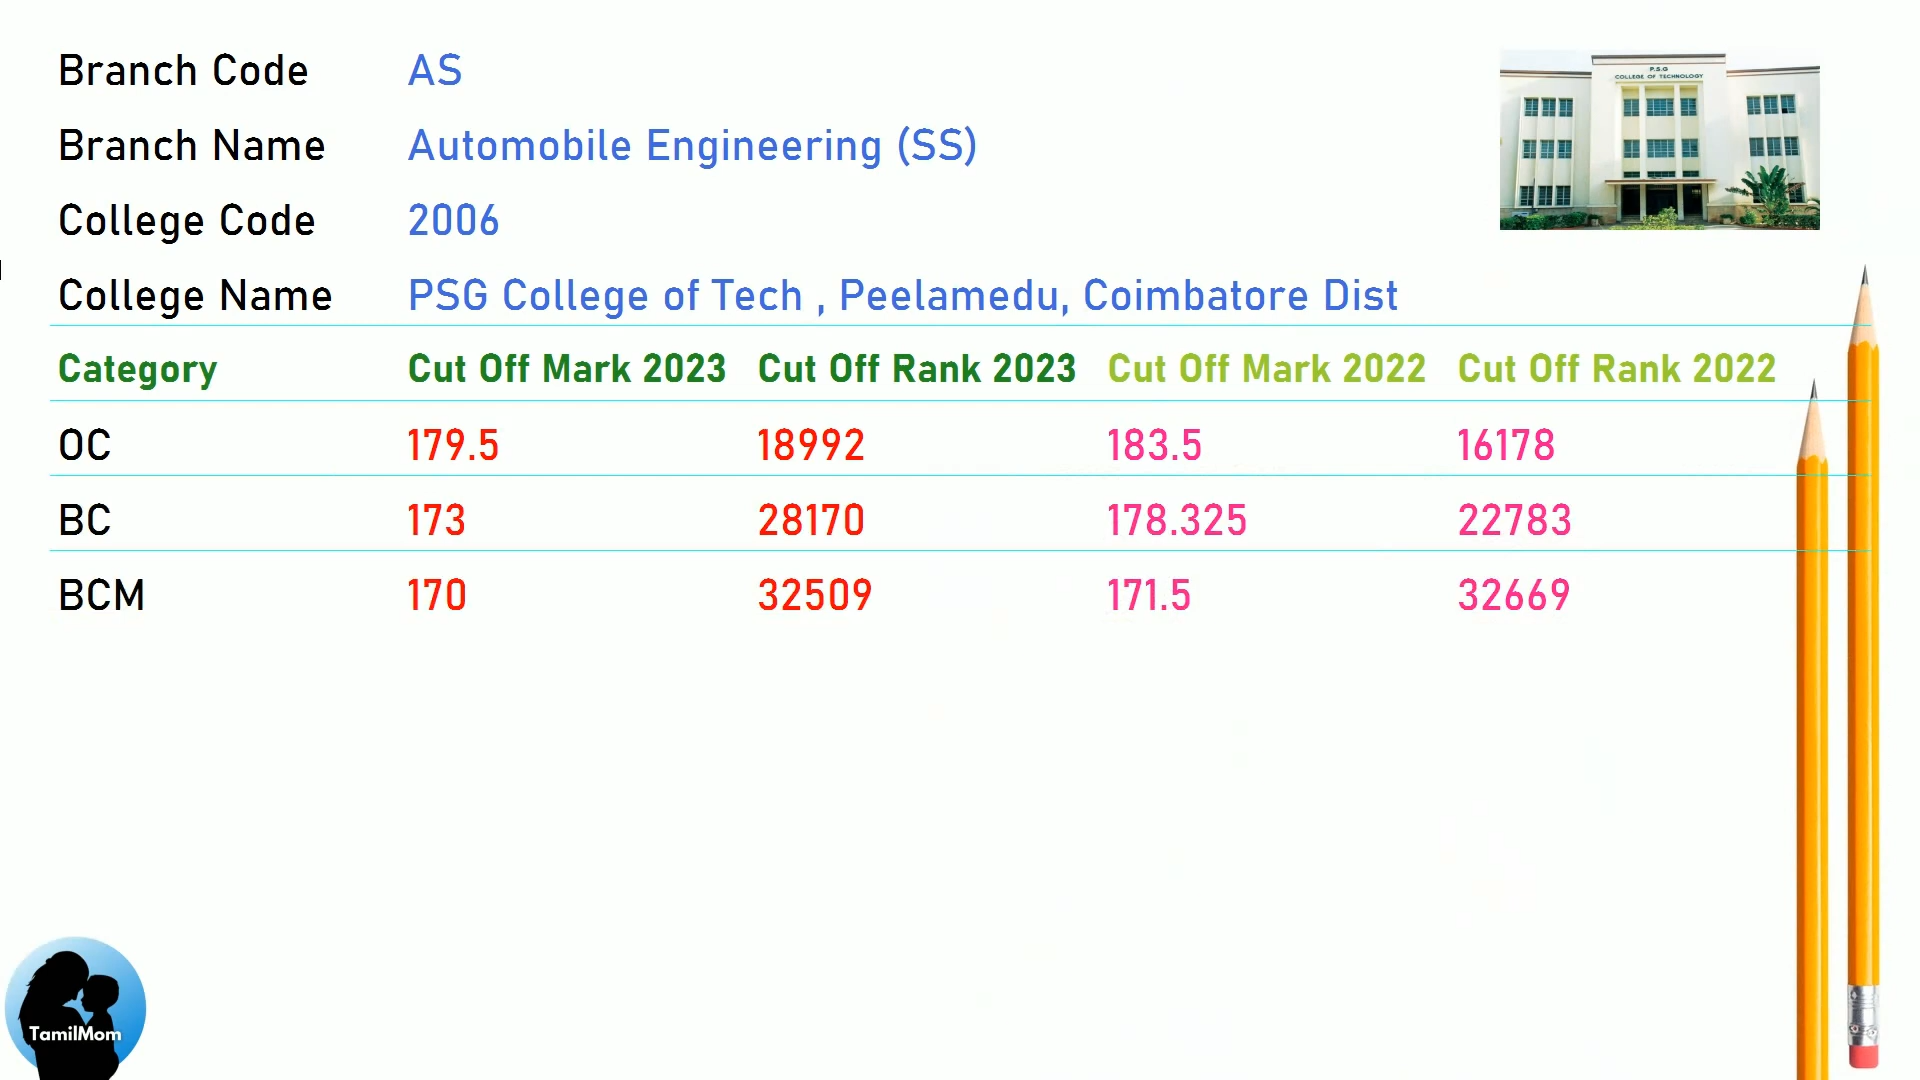 Branch Code AS
Branch Name Automobile Engineering (SS)
College Code 2006
College Name PSG College of Tech , Peelamedu, Coimbatore Dist
P.S.G
COLLEGE OF TECHNOLOGY
Category Cut Off Mark 2023 Cut Off Rank 2023 Cut Off Mark 2022 Cut Off Rank 2022
OC 179.5 18992 183.5 16178
BC 173 28170 178.325 22783
BCM 170 32509 171.5 32669
TamilMom